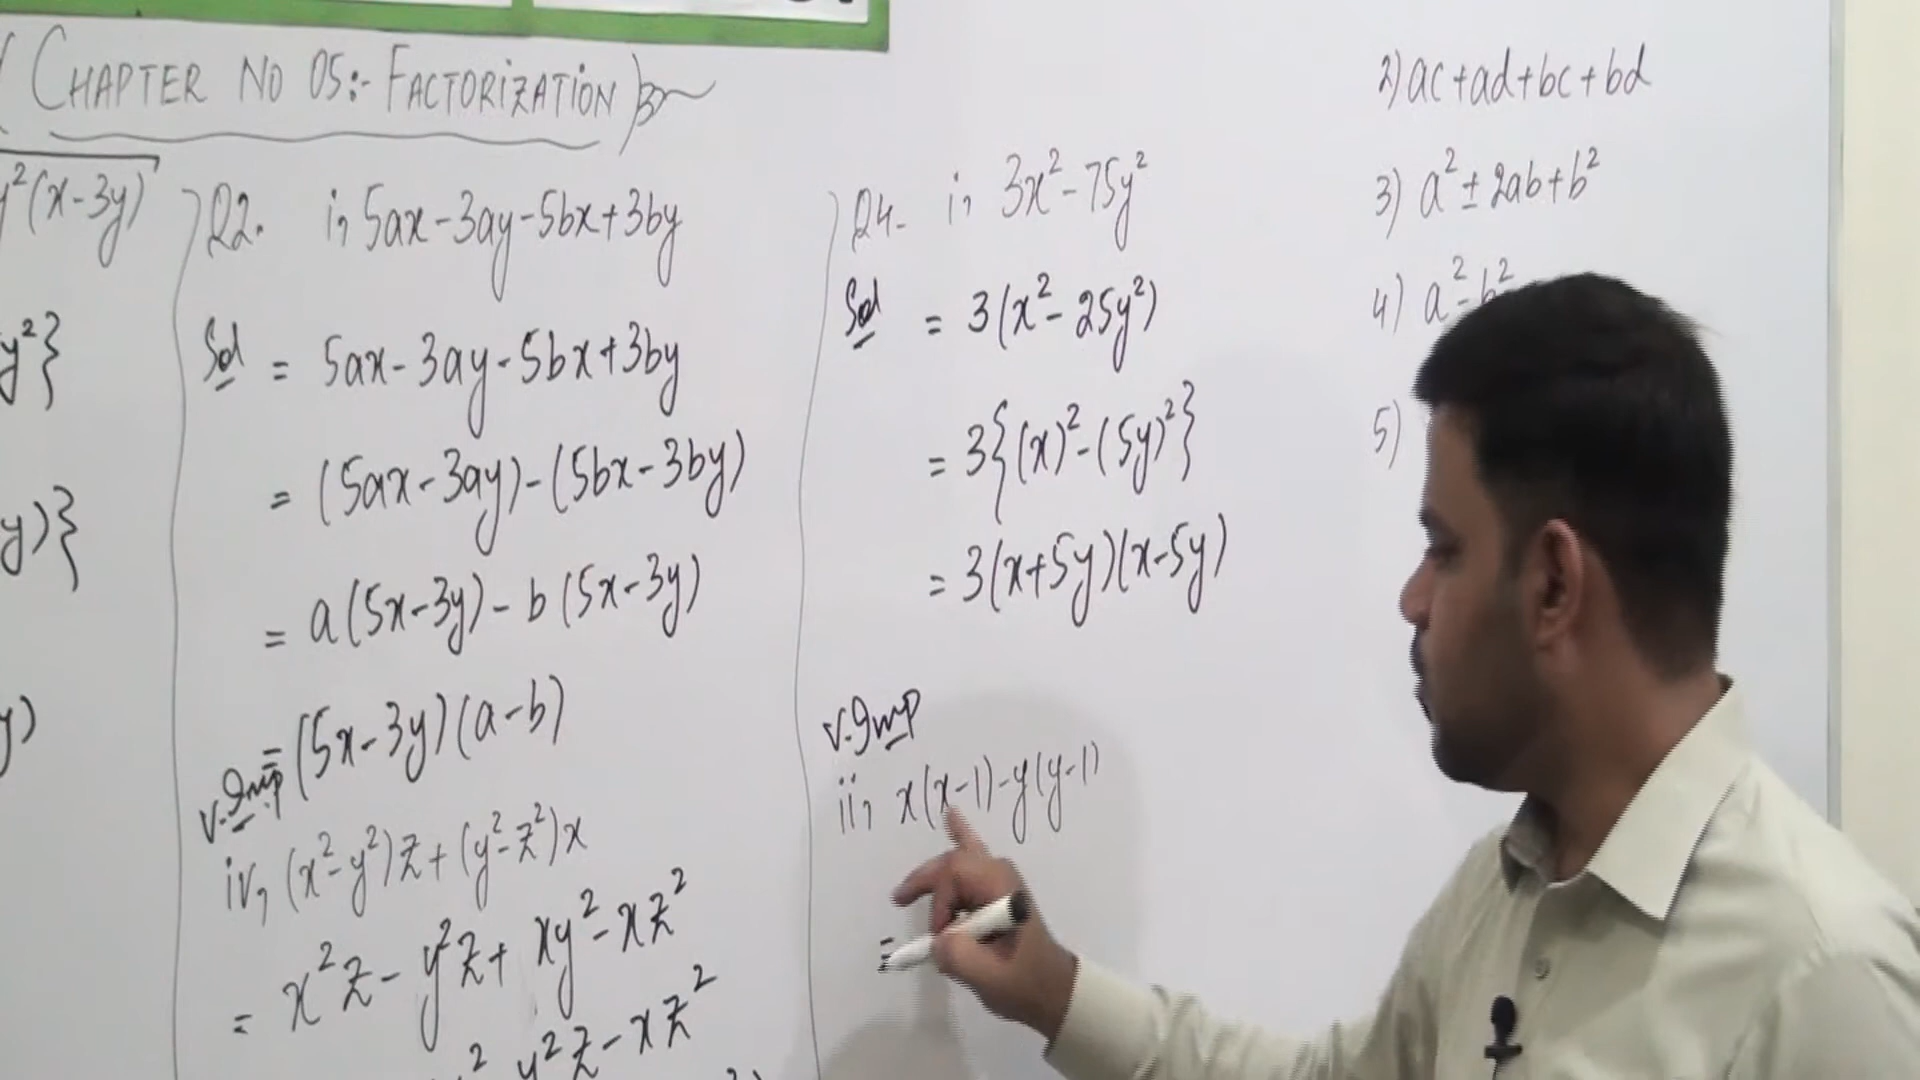 (CHAPTER NO 05:- FACTORIZATION)
y²(x-3y)
y²}
y)}
y)
Q2. i, 5ax-3ay-5bx+3by
Sol = 5ax-3ay-5bx+3by
= (5ax-3ay)-(5bx-3by)
= a(5x-3y)-b(5x-3y)
= (5x-3y)(a-b)
V.Imp
iv, (x²-y²)z+(y²-z²)x
= x²z-y²z+xy²-xz²
² y²z-xz²
Q4- i, 3x²-75y²
Sol = 3(x²-25y²)
= 3{(x)²-(5y)²}
= 3(x+5y)(x-5y)
V.Imp
ii, x(x-1)-y(y-1)
=
2) ac+ad+bc+bd
3) a²±2ab+b²
4) a²-b²
5)